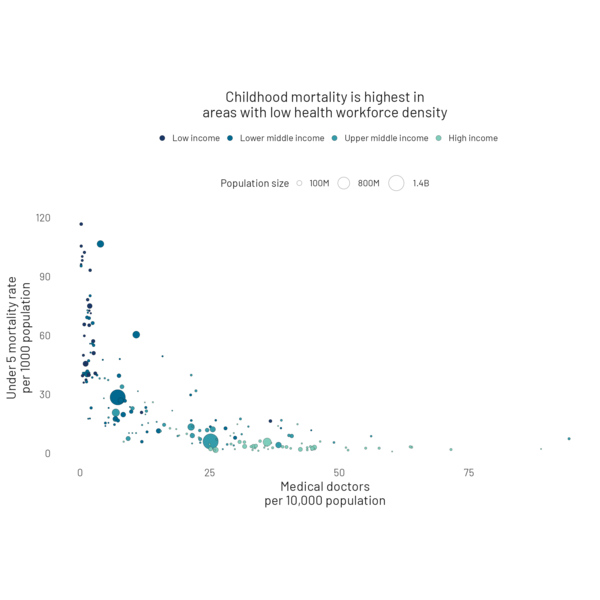 Childhood mortality is highest in
areas with low health workforce density
Low income Lower middle income Upper middle income High income
Population size 100M 800M 1.4B
120
90
60
30
0
Under 5 mortality rate
per 1000 population
0 25 50 75
Medical doctors
per 10,000 population